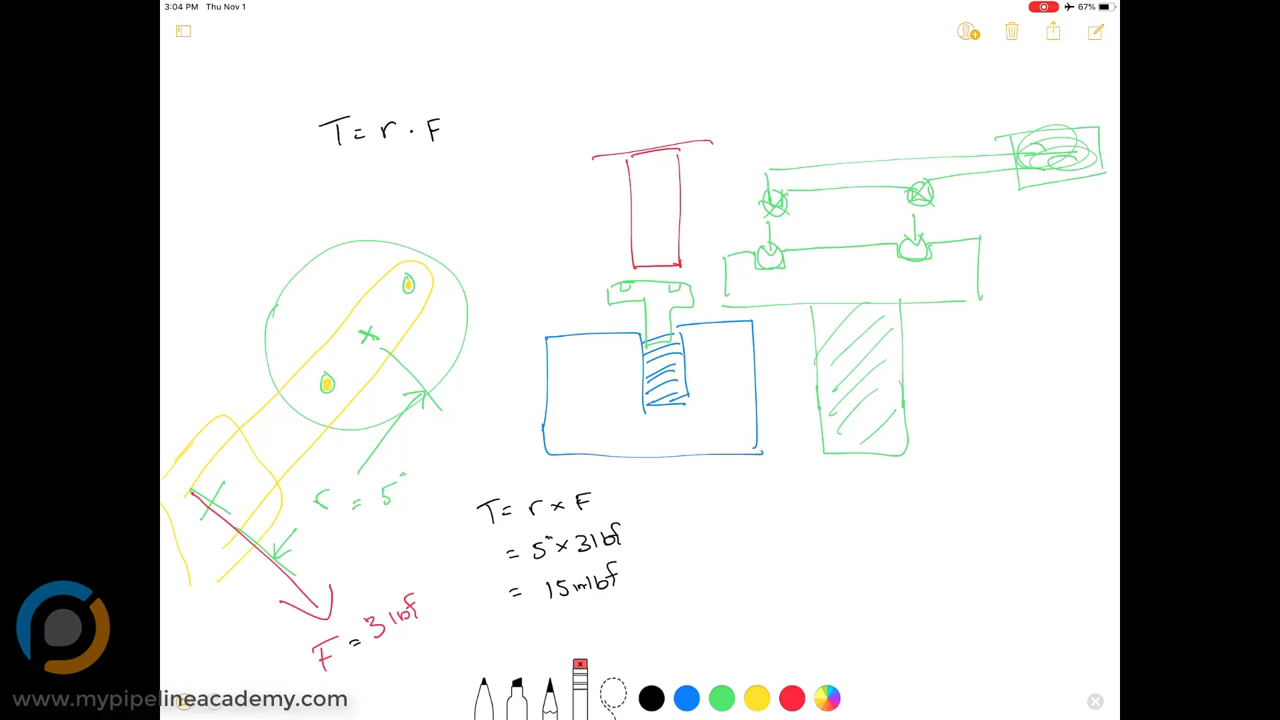 3:04 PM Thu Nov 1
67%
T = r · F
r = 5"
T = r x F
= 5" x 3 lbf
= 15 in lbf
F = 3 lbf
www.mypipelineacademy.com